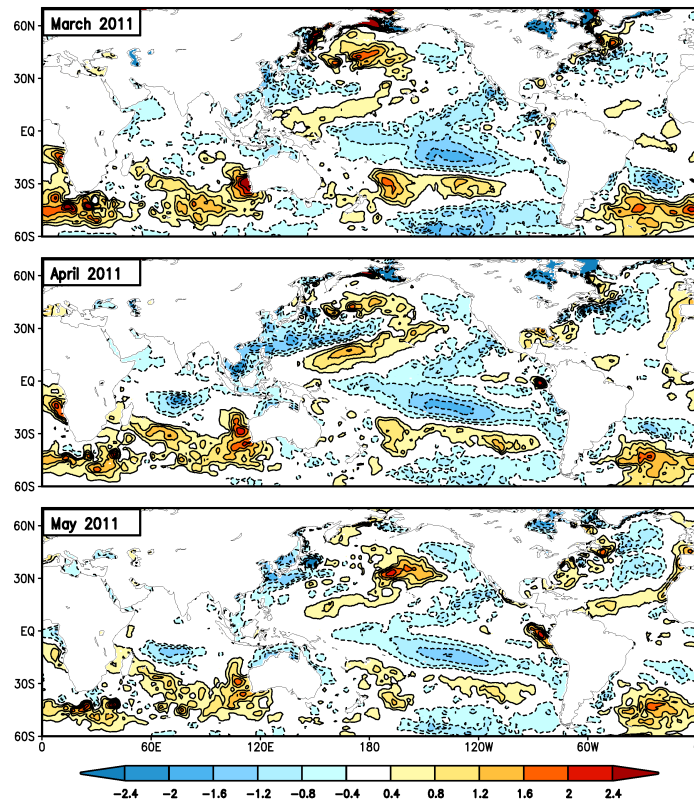 March 2011
60N
30N
EQ
30S
60S
April 2011
60N
30N
EQ
30S
60S
May 2011
60N
30N
EQ
30S
60S
0 60E 120E 180 120W 60W
−2.4 −2 −1.6 −1.2 −0.8 −0.4 0.4 0.8 1.2 1.6 2 2.4